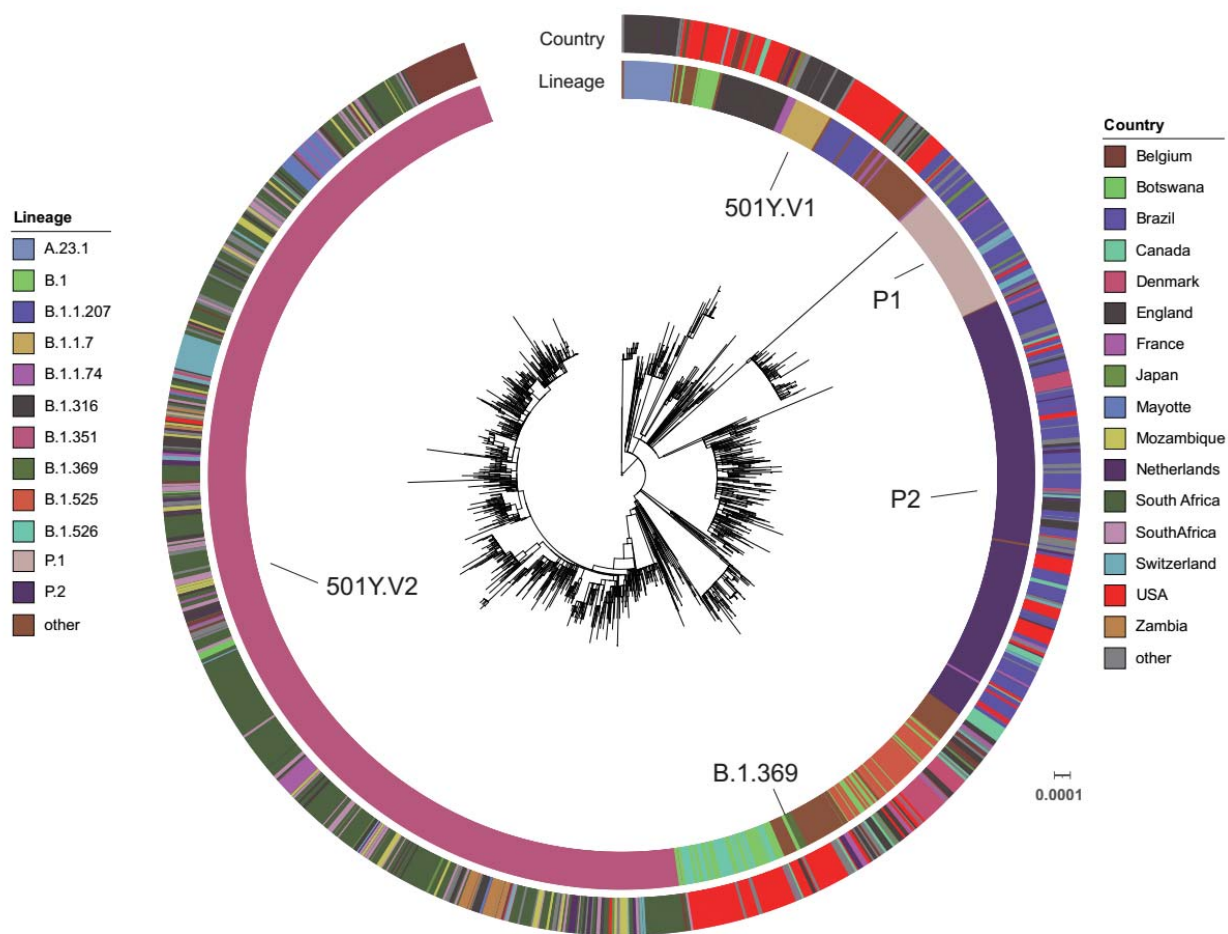 Country
Lineage
501Y.V1
P1
P2
B.1.369
501Y.V2
0.0001
Lineage
A.23.1
B.1
B.1.1.207
B.1.1.7
B.1.1.74
B.1.316
B.1.351
B.1.369
B.1.525
B.1.526
P.1
P.2
other
Country
Belgium
Botswana
Brazil
Canada
Denmark
England
France
Japan
Mayotte
Mozambique
Netherlands
South Africa
SouthAfrica
Switzerland
USA
Zambia
other